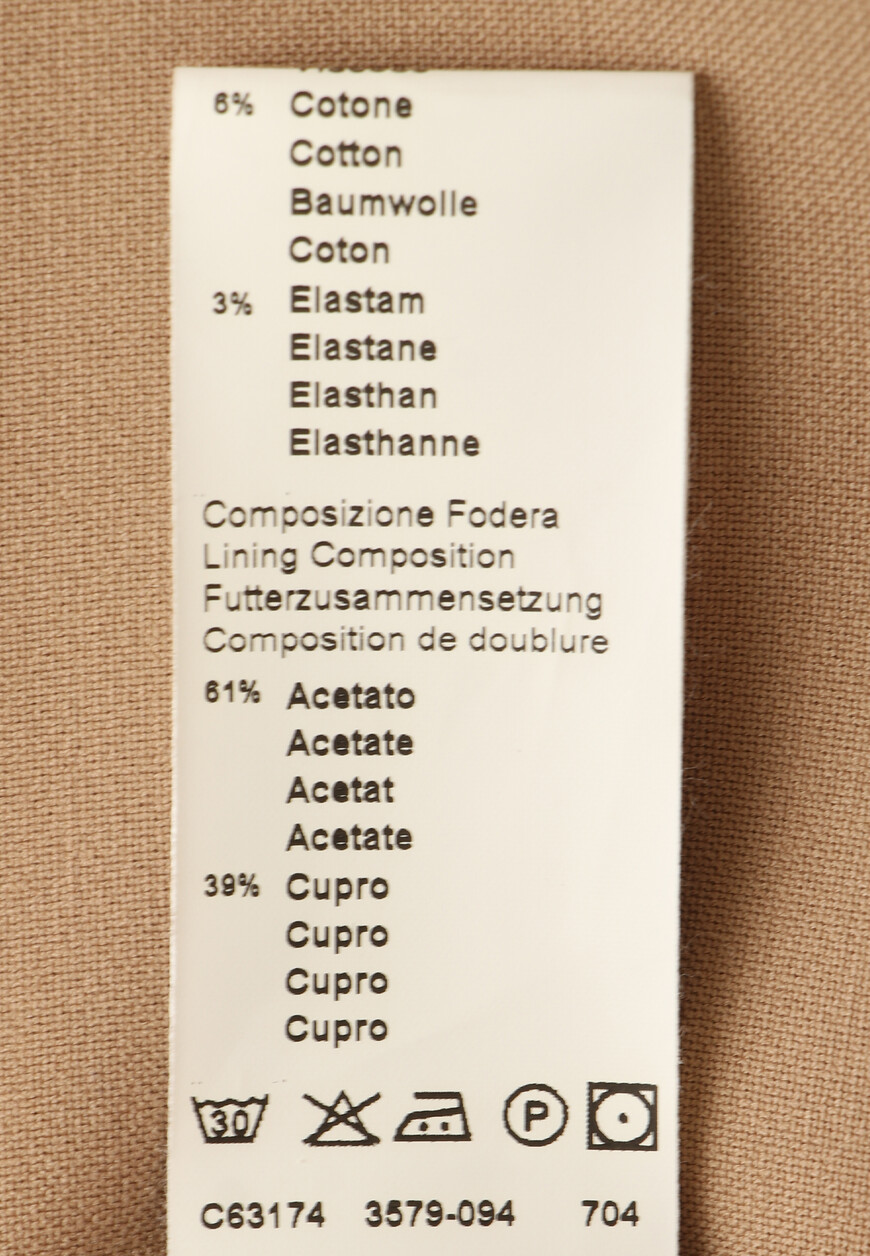 6% Cotone
Cotton
Baumwolle
Coton
3% Elastam
Elastane
Elasthan
Elasthanne
Composizione Fodera
Lining Composition
Futterzusammensetzung
Composition de doublure
61% Acetato
Acetate
Acetat
Acetate
39% Cupro
Cupro
Cupro
Cupro
30 P
C63174 3579-094 704